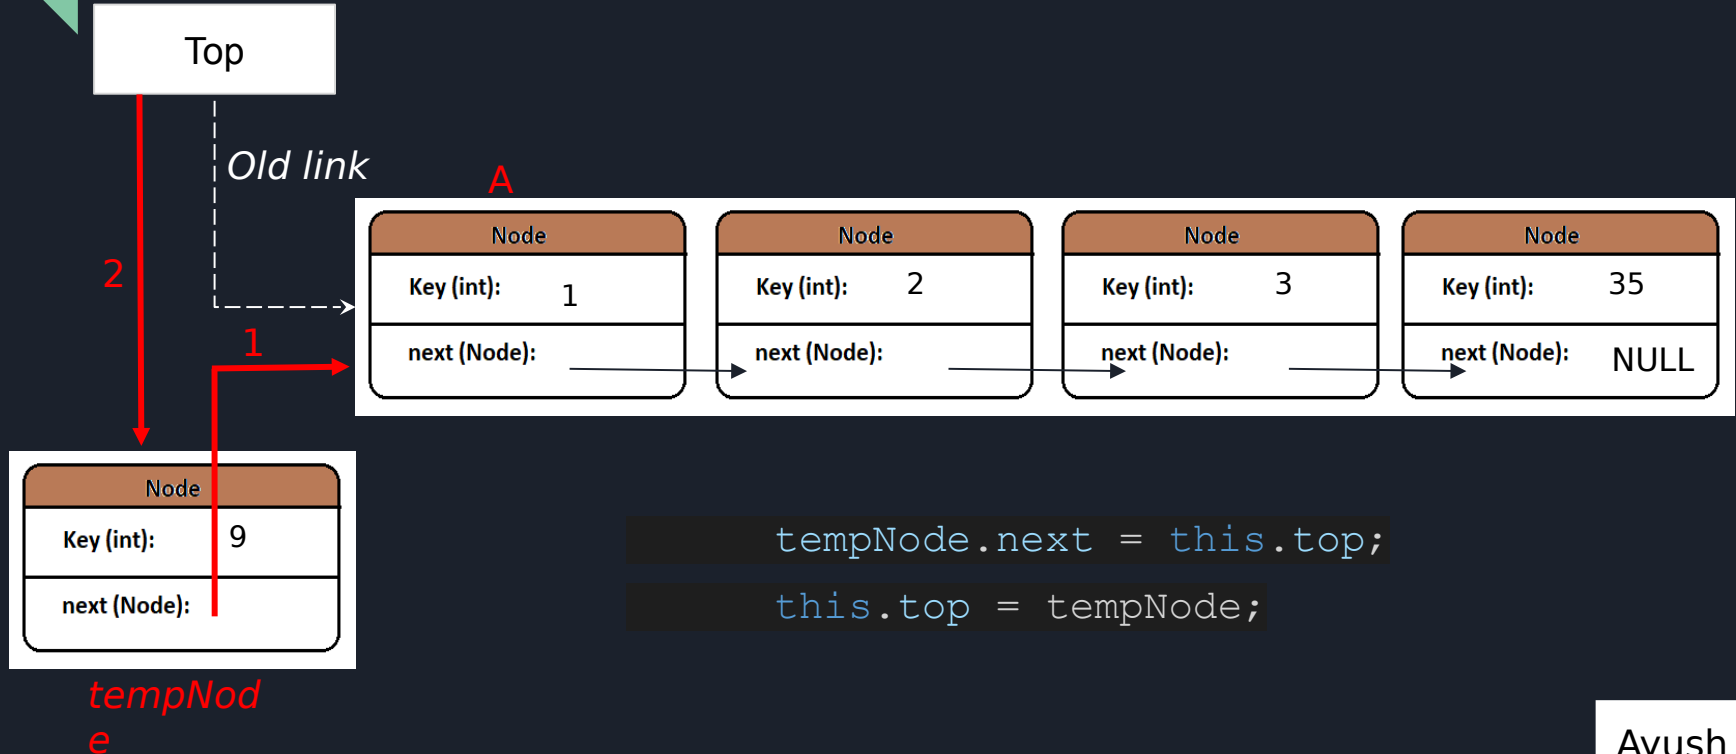 Top
Old link
A
2
1
Node
Key (int): 1
next (Node):
Node
Key (int): 2
next (Node):
Node
Key (int): 3
next (Node):
Node
Key (int): 35
next (Node): NULL
Node
Key (int): 9
next (Node):
tempNod
e
tempNode.next = this.top;
this.top = tempNode;
Ayush